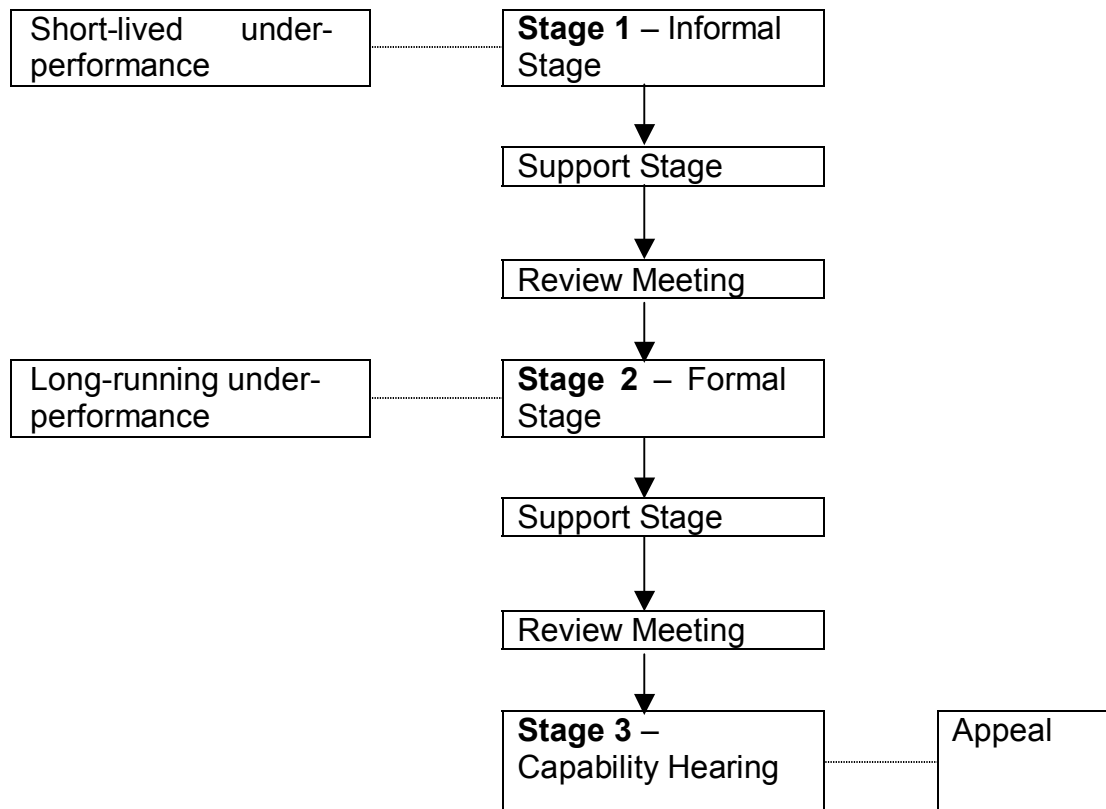 Short-lived under-
performance
Stage 1 – Informal
Stage
Support Stage
Review Meeting
Long-running under-
performance
Stage 2 – Formal
Stage
Support Stage
Review Meeting
Stage 3 –
Capability Hearing
Appeal